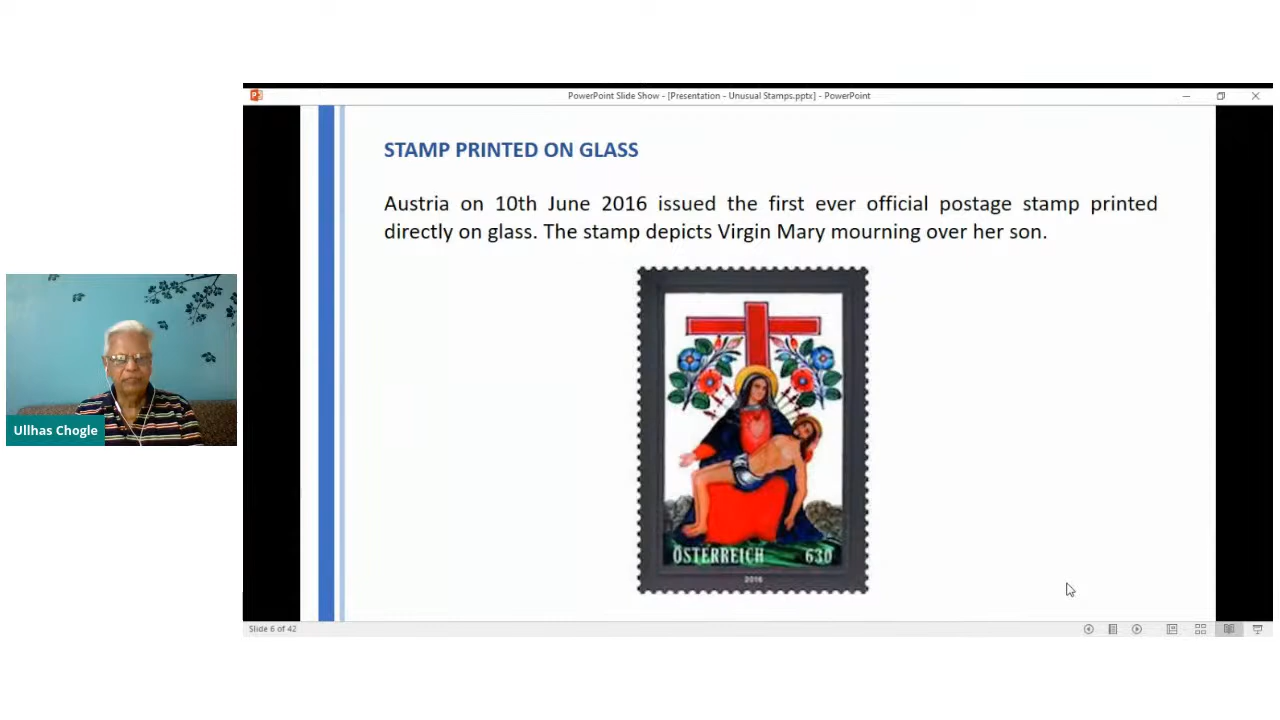 PowerPoint Slide Show - [Presentation - Unusual Stamps.pptx] - PowerPoint
STAMP PRINTED ON GLASS
Austria on 10th June 2016 issued the first ever official postage stamp printed
directly on glass. The stamp depicts Virgin Mary mourning over her son.
ÖSTERREICH 630
2016
Ullhas Chogle
Slide 6 of 42